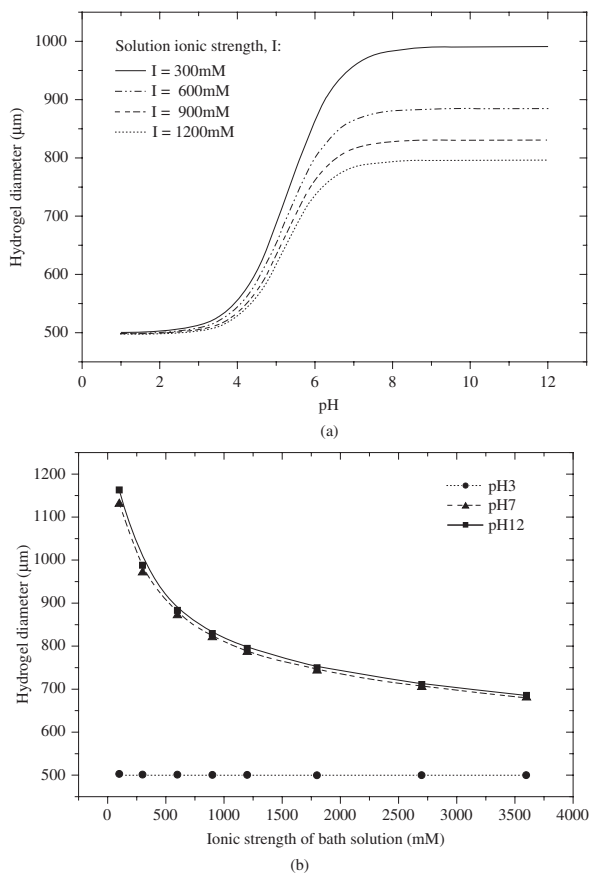 1000
900
800
700
600
500
Hydrogel diameter (μm)
Solution ionic strength, I:
I = 300mM
I = 600mM
I = 900mM
I = 1200mM
0 2 4 6 8 10 12
pH
(a)
1200
1100
1000
900
800
700
600
500
Hydrogel diameter (μm)
pH3
pH7
pH12
0 500 1000 1500 2000 2500 3000 3500 4000
Ionic strength of bath solution (mM)
(b)